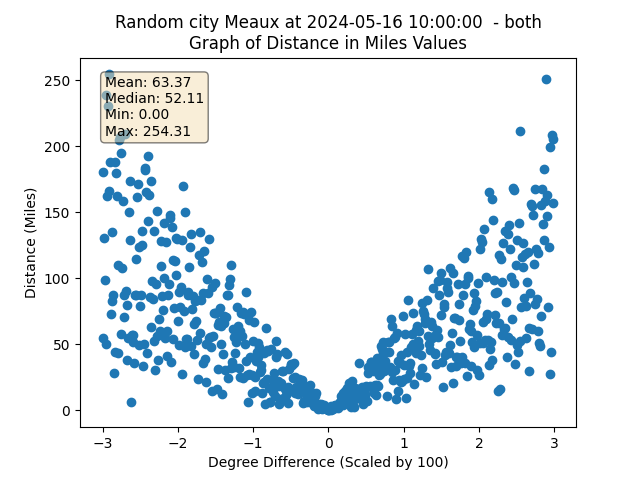 Random city Meaux at 2024-05-16 10:00:00  - both
Graph of Distance in Miles Values
Mean: 63.37
Median: 52.11
Min: 0.00
Max: 254.31
Distance (Miles)
250
200
150
100
50
0
−3
−2
−1
0
1
2
3
Degree Difference (Scaled by 100)